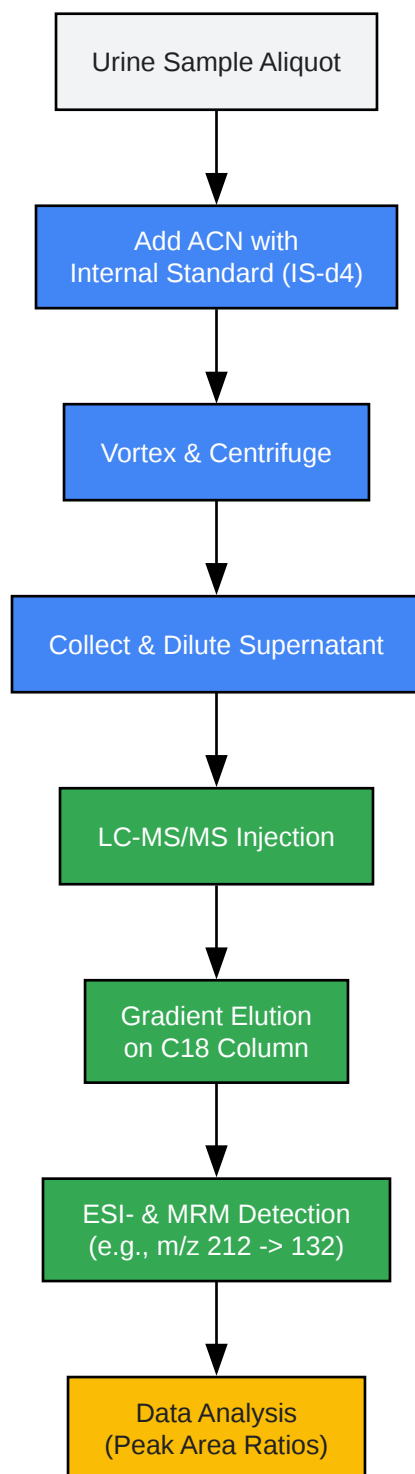 Urine Sample Aliquot
Add ACN with
Internal Standard (IS-d4)
Vortex & Centrifuge
Collect & Dilute Supernatant
LC-MS/MS Injection
Gradient Elution
on C18 Column
ESI- & MRM Detection
(e.g., m/z 212 -> 132)
Data Analysis
(Peak Area Ratios)